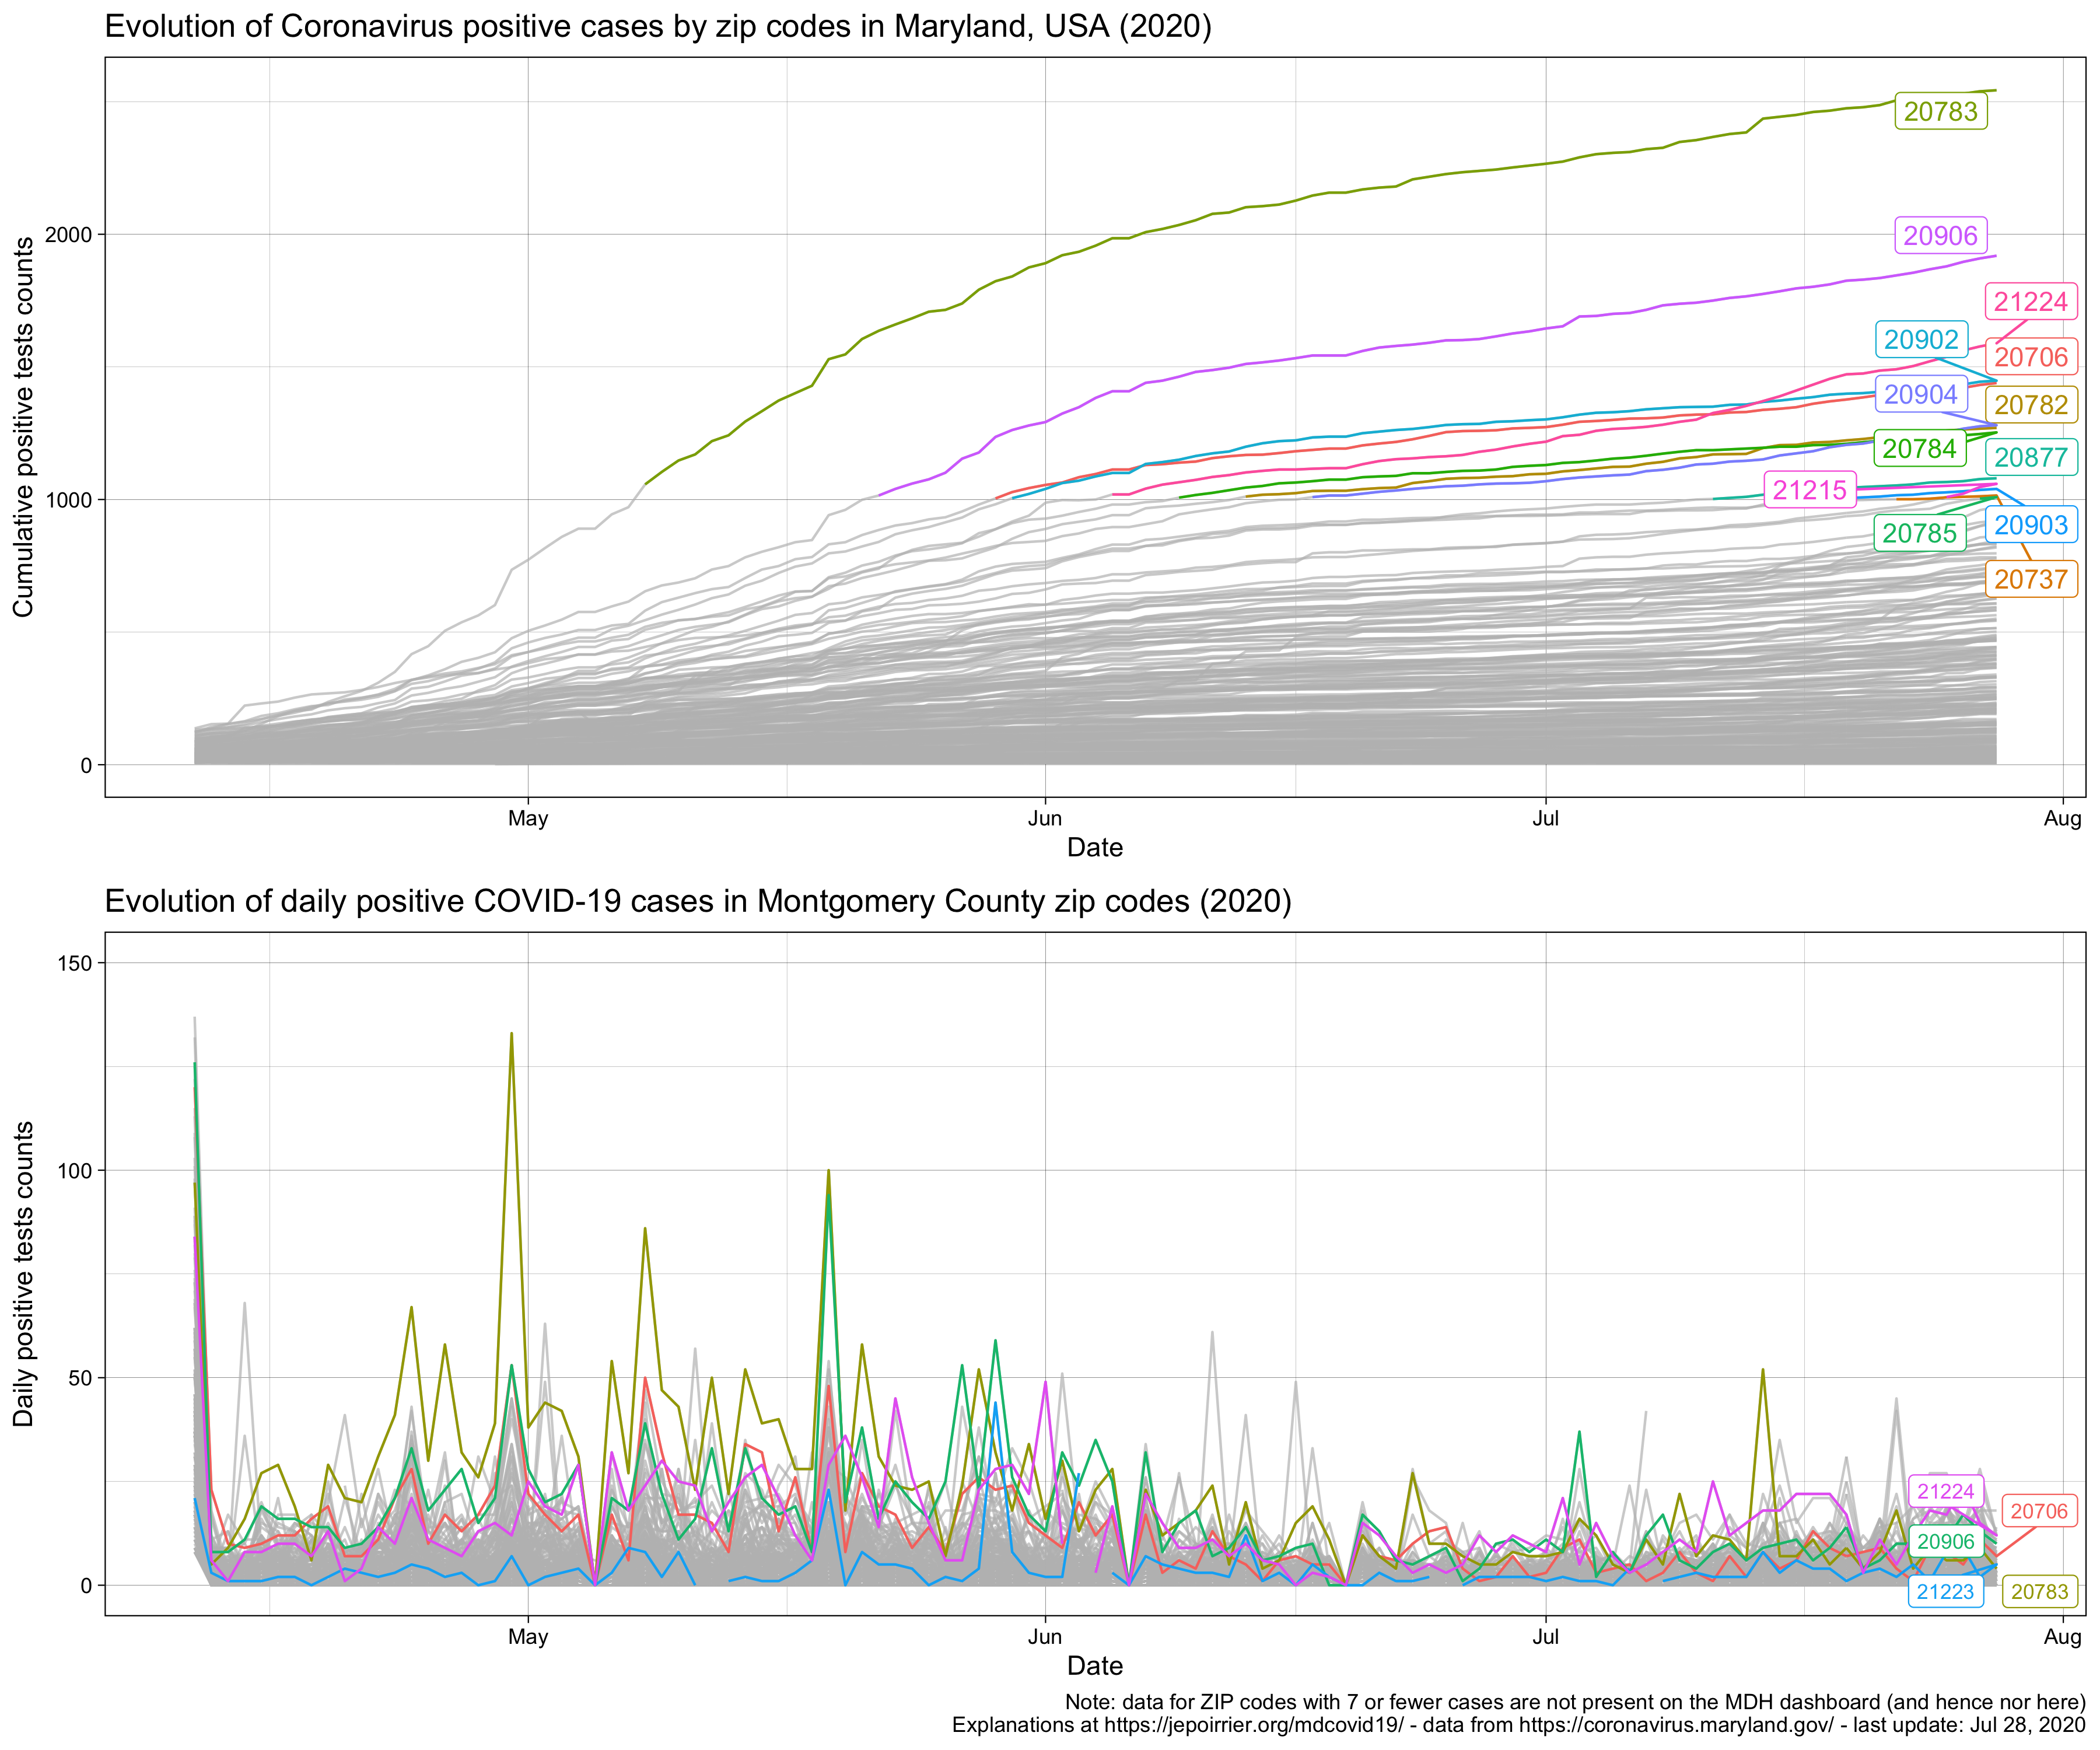 Evolution of Coronavirus positive cases by zip codes in Maryland, USA (2020)
Cumulative positive tests counts
2000
1000
0
20783
20906
21224
20902
20706
20904
20782
20784
20877
21215
20903
20785
20737
May
Jun
Jul
Aug
Date
Evolution of daily positive COVID-19 cases in Montgomery County zip codes (2020)
Daily positive tests counts
150
100
50
0
21224
20706
20906
21223
20783
May
Jun
Jul
Aug
Date
Note: data for ZIP codes with 7 or fewer cases are not present on the MDH dashboard (and hence nor here)
Explanations at https://jepoirrier.org/mdcovid19/ - data from https://coronavirus.maryland.gov/ - last update: Jul 28, 2020